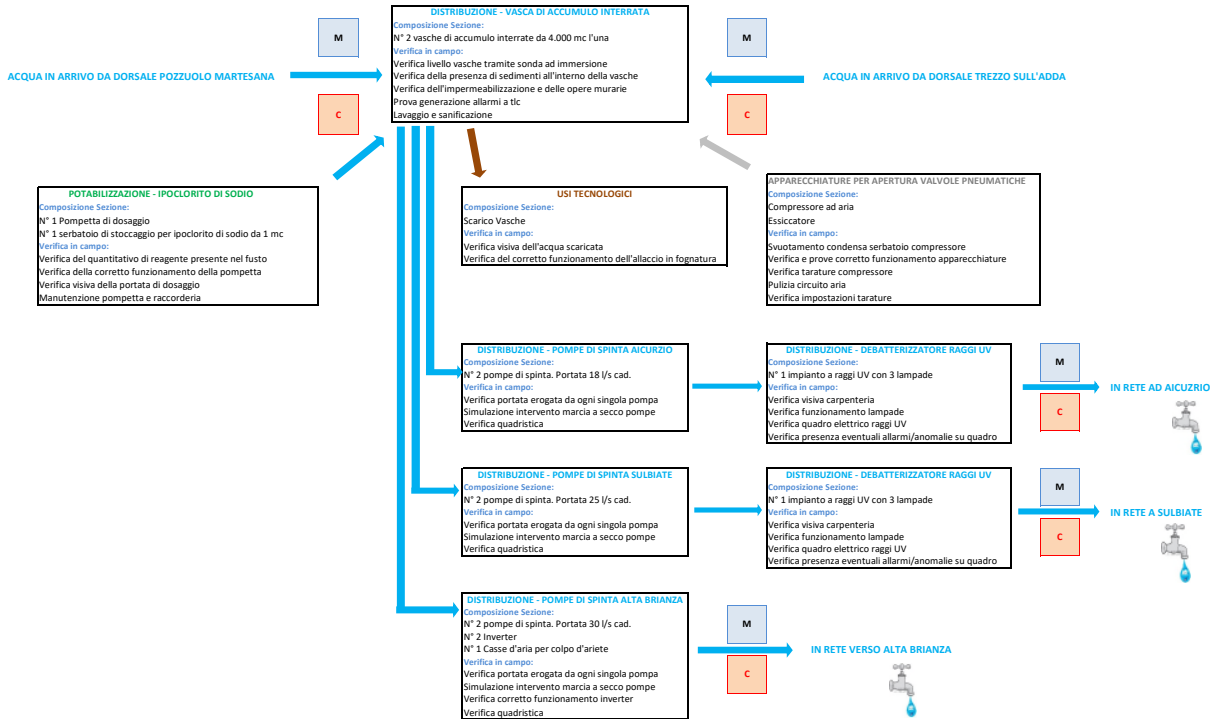 DISTRIBUZIONE - VASCA DI ACCUMULO INTERRATA
Composizione Sezione:
N° 2 vasche di accumulo interrate da 4.000 mc l'una
Verifica in campo:
Verifica livello vasche tramite sonda ad immersione
Verifica della presenza di sedimenti all'interno della vasche
Verifica dell'impermeabilizzazione e delle opere murarie
Prova generazione allarmi a tlc
Lavaggio e sanificazione
M
ACQUA IN ARRIVO DA DORSALE POZZUOLO MARTESANA
C
M
ACQUA IN ARRIVO DA DORSALE TREZZO SULL'ADDA
C
POTABILIZZAZIONE - IPOCLORITO DI SODIO
Composizione Sezione:
N° 1 Pompetta di dosaggio
N° 1 serbatoio di stoccaggio per ipoclorito di sodio da 1 mc
Verifica in campo:
Verifica del quantitativo di reagente presente nel fusto
Verifica della corretto funzionamento della pompetta
Verifica visiva della portata di dosaggio
Manutenzione pompetta e raccorderia
USI TECNOLOGICI
Composizione Sezione:
Scarico Vasche
Verifica in campo:
Verifica visiva dell'acqua scaricata
Verifica del corretto funzionamento dell'allaccio in fognatura
APPARECCHIATURE PER APERTURA VALVOLE PNEUMATICHE
Composizione Sezione:
Compressore ad aria
Essiccatore
Verifica in campo:
Svuotamento condensa serbatoio compressore
Verifica e prove corretto funzionamento apparecchiature
Verifica tarature compressore
Pulizia circuito aria
Verifica impostazioni tarature
DISTRIBUZIONE - POMPE DI SPINTA AICURZIO
Composizione Sezione:
N° 2 pompe di spinta. Portata 18 l/s cad.
Verifica in campo:
Verifica portata erogata da ogni singola pompa
Simulazione intervento marcia a secco pompe
Verifica quadristica
DISTRIBUZIONE - DEBATTERIZZATORE RAGGI UV
Composizione Sezione:
N° 1 impianto a raggi UV con 3 lampade
Verifica in campo:
Verifica visiva carpenteria
Verifica funzionamento lampade
Verifica quadro elettrico raggi UV
Verifica presenza eventuali allarmi/anomalie su quadro
M
IN RETE AD AICUZRIO
C
DISTRIBUZIONE - POMPE DI SPINTA SULBIATE
Composizione Sezione:
N° 2 pompe di spinta. Portata 25 l/s cad.
Verifica in campo:
Verifica portata erogata da ogni singola pompa
Simulazione intervento marcia a secco pompe
Verifica quadristica
DISTRIBUZIONE - DEBATTERIZZATORE RAGGI UV
Composizione Sezione:
N° 1 impianto a raggi UV con 3 lampade
Verifica in campo:
Verifica visiva carpenteria
Verifica funzionamento lampade
Verifica quadro elettrico raggi UV
Verifica presenza eventuali allarmi/anomalie su quadro
M
IN RETE A SULBIATE
C
DISTRIBUZIONE - POMPE DI SPINTA ALTA BRIANZA
Composizione Sezione:
N° 2 pompe di spinta. Portata 30 l/s cad.
N° 2 Inverter
N° 1 Casse d'aria per colpo d'ariete
Verifica in campo:
Verifica portata erogata da ogni singola pompa
Simulazione intervento marcia a secco pompe
Verifica corretto funzionamento inverter
Verifica quadristica
M
IN RETE VERSO ALTA BRIANZA
C